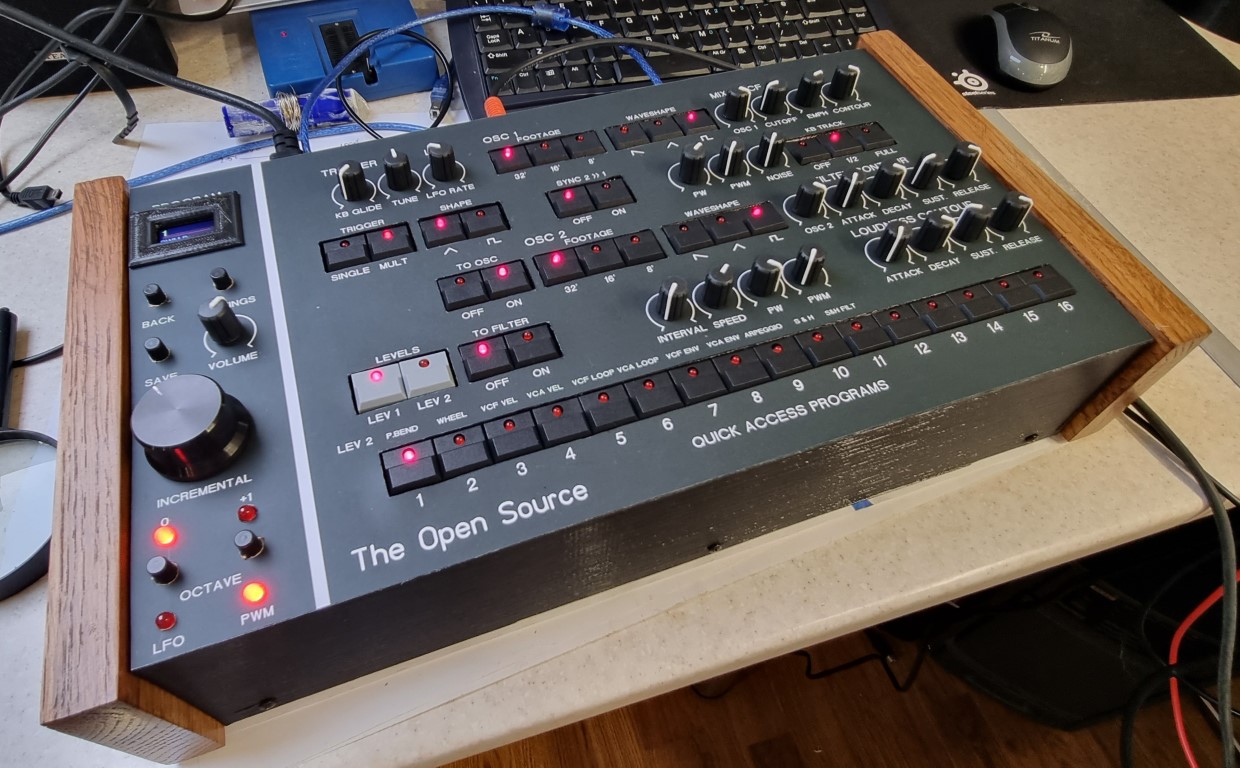 PROGRAM
BACK
VOLUME
SAVE
INCREMENTAL
0
+1
OCTAVE
LFO
PWM
KB GLIDE
TUNE
LFO RATE
TRIGGER
SINGLE
MULT
SHAPE
TO OSC
OFF
ON
TO FILTER
OFF
ON
LEVELS
LEV 1
LEV 2
OSC 1
FOOTAGE
32'
16'
8'
WAVESHAPE
SYNC 2 》1
OFF
ON
OSC 2
FOOTAGE
32'
16'
8'
WAVESHAPE
INTERVAL
SPEED
PW
PWM
OSC 1
CUTOFF
EMPH
CONTOUR
PW
PWM
NOISE
KB TRACK
OFF
1/2
FULL
OSC 2
ATTACK
DECAY
SUST.
RELEASE
ATTACK
DECAY
SUST.
RELEASE
LEV 2
P.BEND
WHEEL
VCF VEL
VCA VEL
VCF LOOP
VCA LOOP
VCF ENV
VCA ENV
ARPEGGIO
S & H
S&H FILT
1
2
3
4
5
6
7
8
9
10
11
12
13
14
15
16
QUICK ACCESS PROGRAMS
The Open Source
TITANUM
steelseries